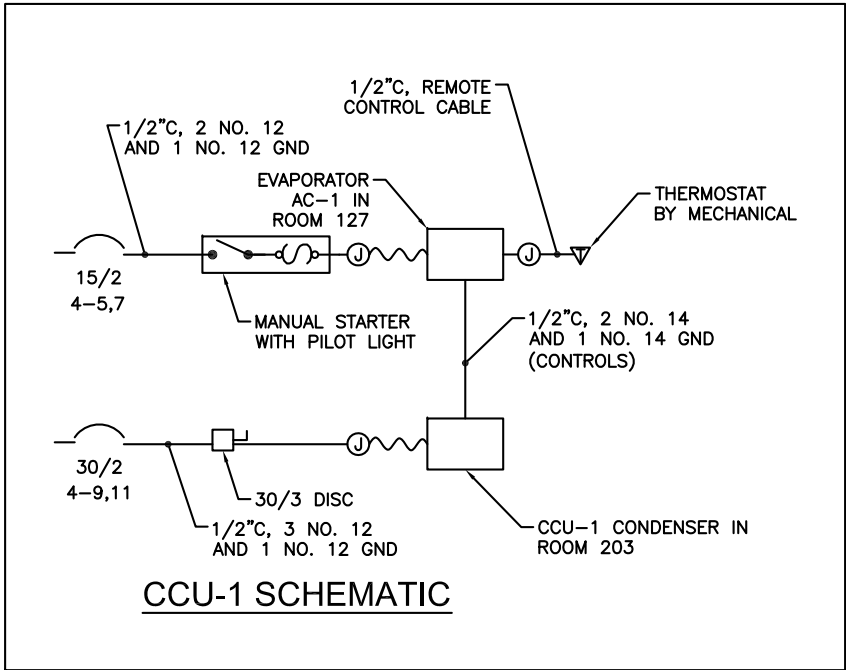 1/2"C, REMOTE
CONTROL CABLE
1/2"C, 2 NO. 12
AND 1 NO. 12 GND
EVAPORATOR
AC-1 IN
ROOM 127
THERMOSTAT
BY MECHANICAL
J
J
T
15/2
4-5,7
MANUAL STARTER
WITH PILOT LIGHT
1/2"C, 2 NO. 14
AND 1 NO. 14 GND
(CONTROLS)
J
30/2
4-9,11
30/3 DISC
1/2"C, 3 NO. 12
AND 1 NO. 12 GND
CCU-1 CONDENSER IN
ROOM 203
CCU-1 SCHEMATIC